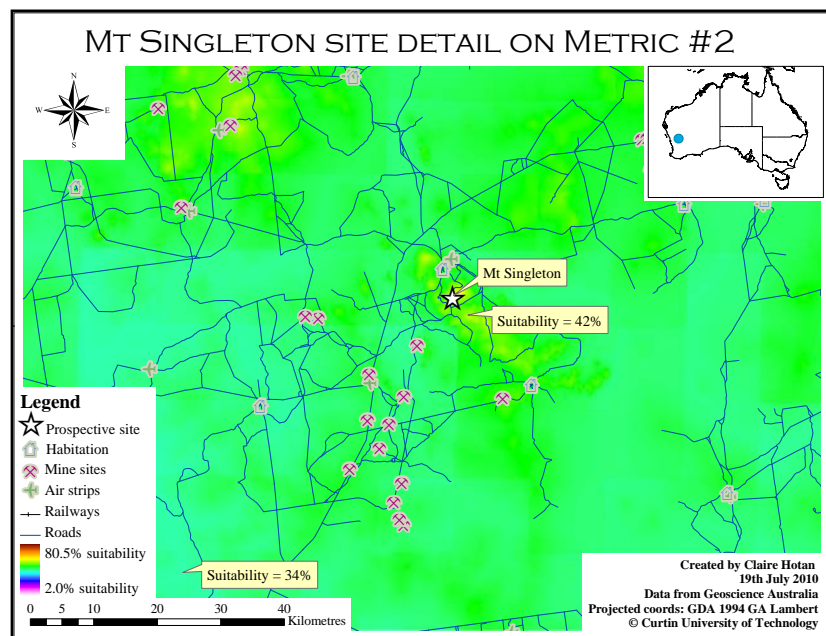 MT SINGLETON SITE DETAIL ON METRIC #2
N
W E
S
Mt Singleton
Suitability = 42%
Legend
Prospective site
Habitation
Mine sites
Air strips
Railways
Roads
80.5% suitability
2.0% suitability
Suitability = 34%
0 5 10 20 30 40
Kilometres
Created by Claire Hotan
19th July 2010
Data from Geoscience Australia
Projected coords: GDA 1994 GA Lambert
© Curtin University of Technology